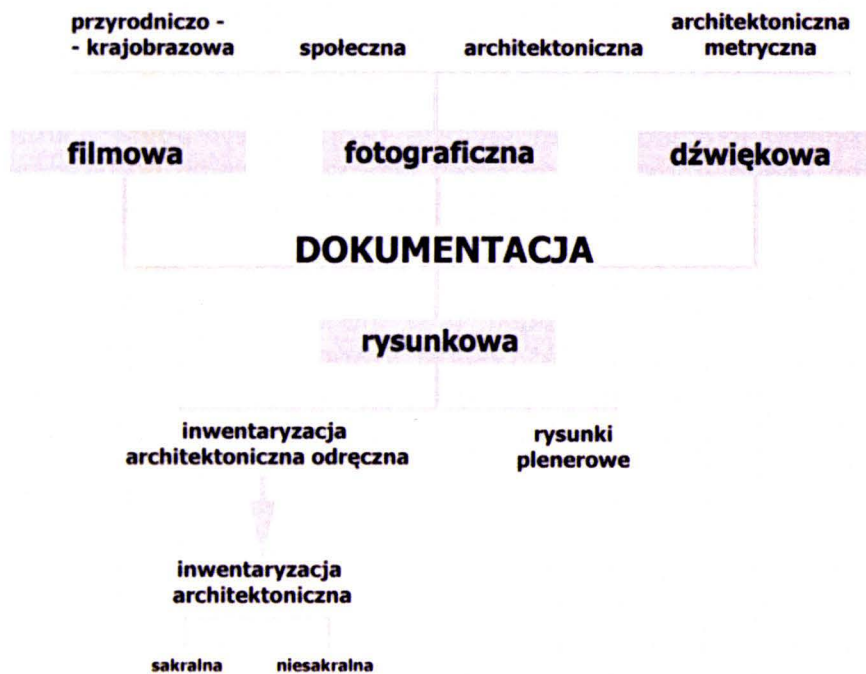 przyrodniczo -
- krajobrazowa
społeczna
architektoniczna
architektoniczna
metryczna
filmowa
fotograficzna
dźwiękowa
DOKUMENTACJA
rysunkowa
inwentaryzacja
architektoniczna odręczna
rysunki
plenerowe
inwentaryzacja
architektoniczna
sakralna
niesakralna